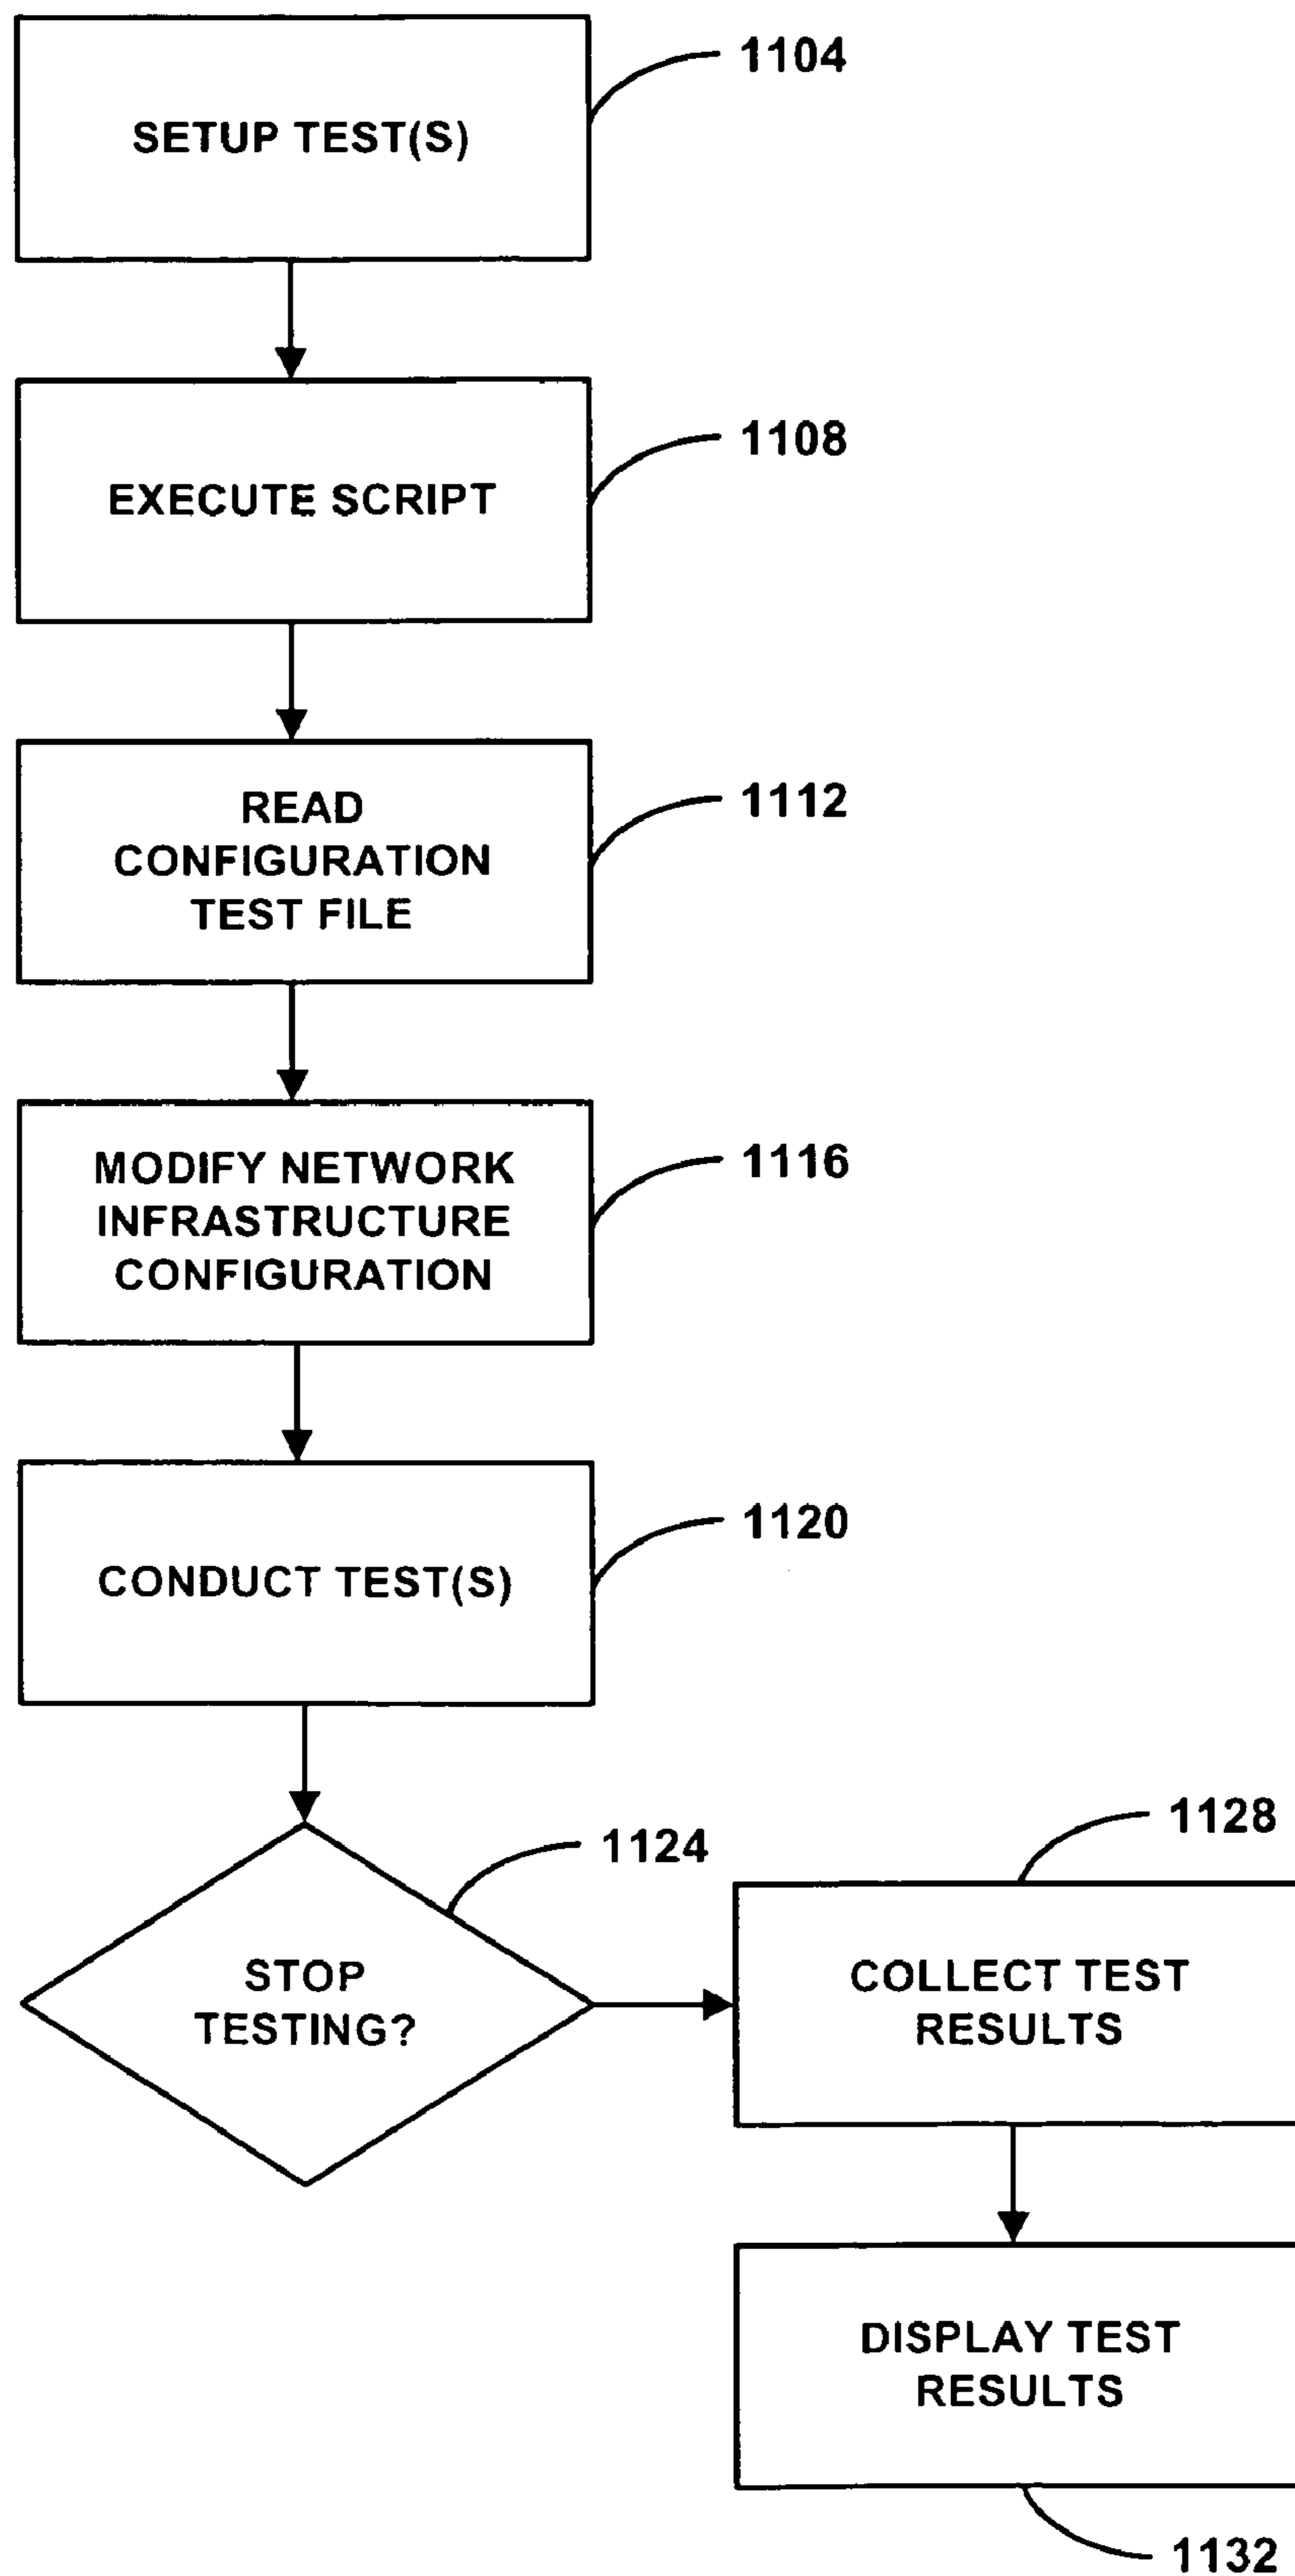 1104
SETUP TEST(S)
1108
EXECUTE SCRIPT
1112
READ
CONFIGURATION
TEST FILE
1116
MODIFY NETWORK
INFRASTRUCTURE
CONFIGURATION
1120
CONDUCT TEST(S)
1124
STOP
TESTING?
1128
COLLECT TEST
RESULTS
DISPLAY TEST
RESULTS
1132